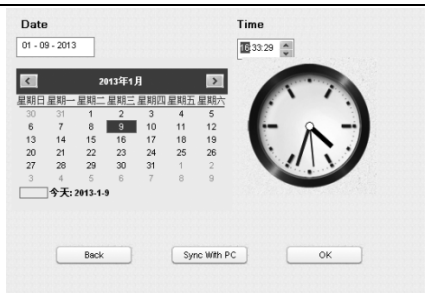 Date
Time
01 - 09 - 2013
16:33:29
2013年1月
星期日 星期一 星期二 星期三 星期四 星期五 星期六
30 31 1 2 3 4 5
6 7 8 9 10 11 12
13 14 15 16 17 18 19
20 21 22 23 24 25 26
27 28 29 30 31 1 2
3 4 5 6 7 8 9
今天: 2013-1-9
Back
Sync With PC
OK